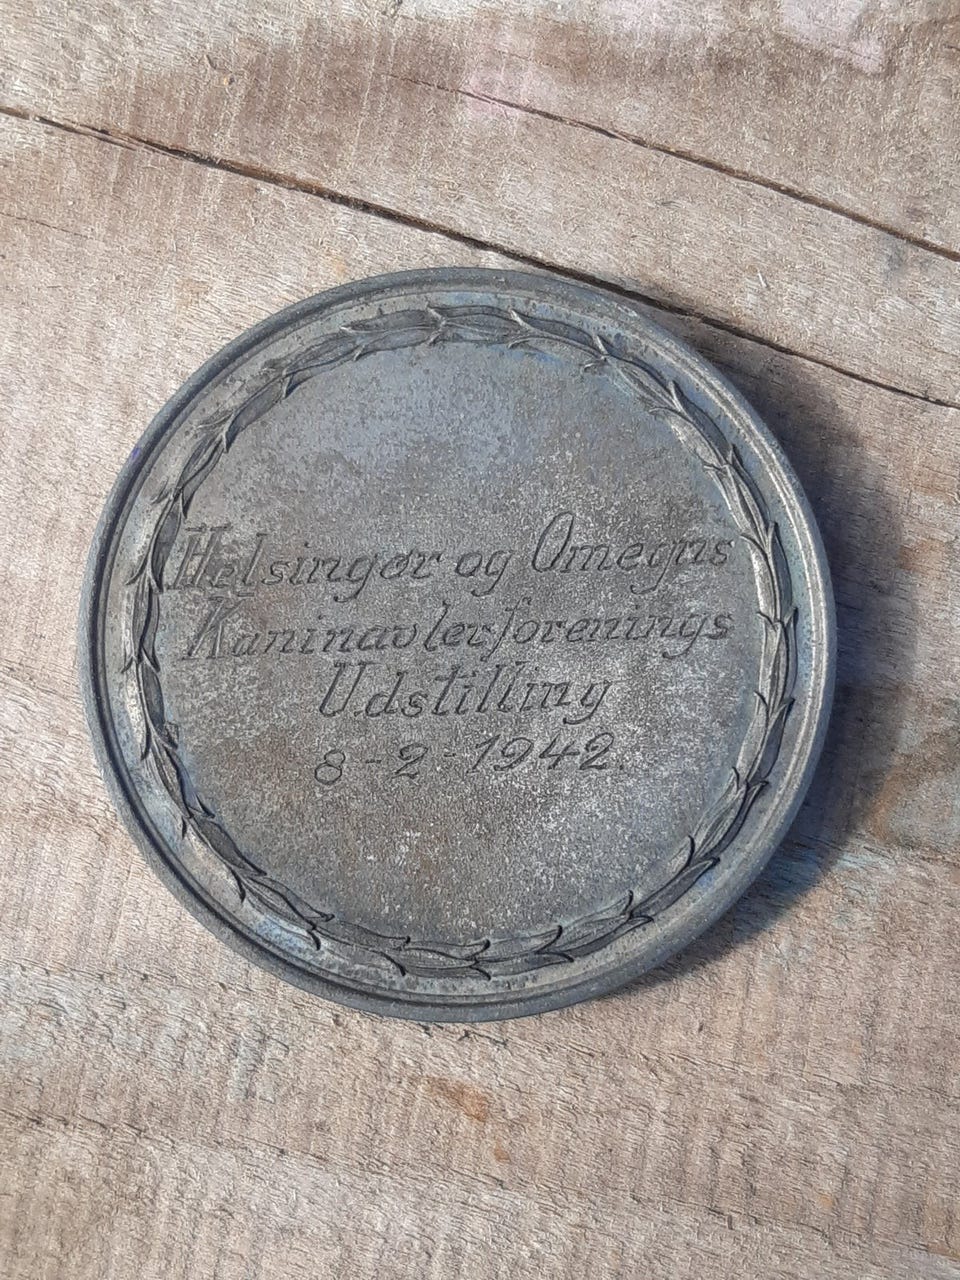 Helsingør og Omegns
Kaninavlerforenings
Udstilling
8-2-1942.